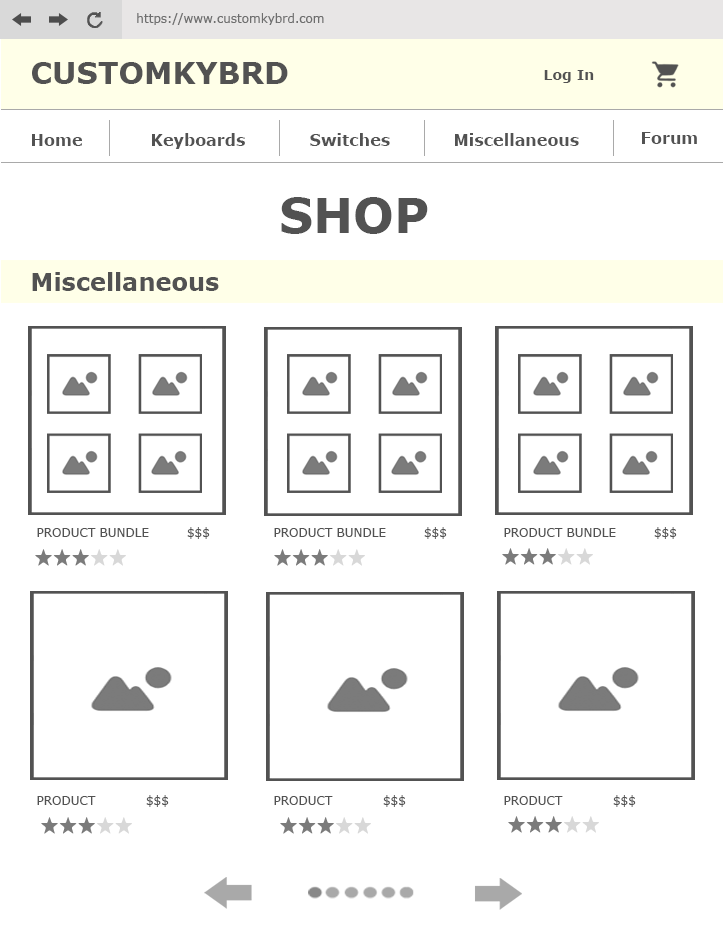 https://www.customkybrd.com
CUSTOMKYBRD
Log In
Home
Keyboards
Switches
Miscellaneous
Forum
SHOP
Miscellaneous
PRODUCT BUNDLE $$$
PRODUCT BUNDLE $$$
PRODUCT BUNDLE $$$
PRODUCT $$$
PRODUCT $$$
PRODUCT $$$